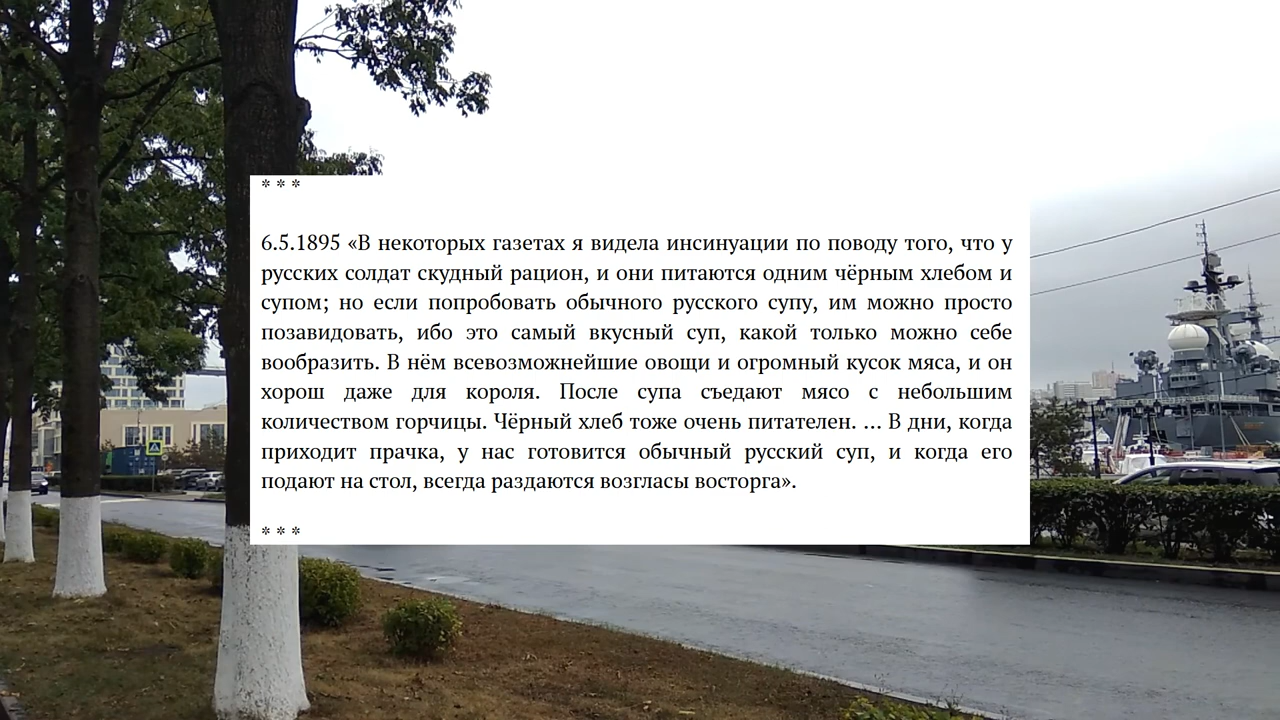 * * *
6.5.1895 «В некоторых газетах я видела инсинуации по поводу того, что у
русских солдат скудный рацион, и они питаются одним чёрным хлебом и
супом; но если попробовать обычного русского супу, им можно просто
позавидовать, ибо это самый вкусный суп, какой только можно себе
вообразить. В нём всевозможнейшие овощи и огромный кусок мяса, и он
хорош даже для короля. После супа съедают мясо с небольшим
количеством горчицы. Чёрный хлеб тоже очень питателен. ... В дни, когда
приходит прачка, у нас готовится обычный русский суп, и когда его
подают на стол, всегда раздаются возгласы восторга».
* * *